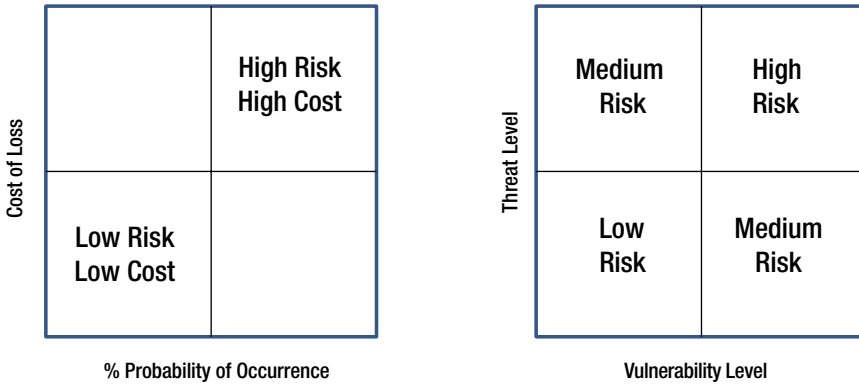 Cost of Loss
High Risk
High Cost
Low Risk
Low Cost
% Probability of Occurrence
Threat Level
Medium
Risk
High
Risk
Low
Risk
Medium
Risk
Vulnerability Level